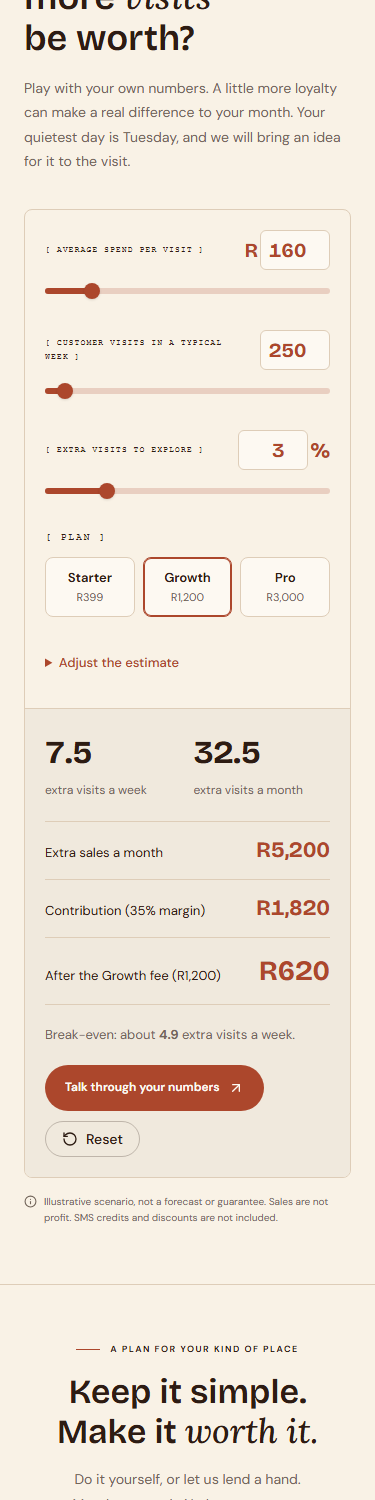 more visits
be worth?
Play with your own numbers. A little more loyalty
can make a real difference to your month. Your
quietest day is Tuesday, and we will bring an idea
for it to the visit.
[ AVERAGE SPEND PER VISIT ]
R 160
[ CUSTOMER VISITS IN A TYPICAL
WEEK ]
250
[ EXTRA VISITS TO EXPLORE ]
3 %
[ PLAN ]
Starter Growth Pro
R399 R1,200 R3,000
Adjust the estimate
7.5 32.5
extra visits a week extra visits a month
Extra sales a month R5,200
Contribution (35% margin) R1,820
After the Growth fee (R1,200) R620
Break-even: about 4.9 extra visits a week.
Talk through your numbers
Reset
Illustrative scenario, not a forecast or guarantee. Sales are not
profit. SMS credits and discounts are not included.
A PLAN FOR YOUR KIND OF PLACE
Keep it simple.
Make it worth it.
Do it yourself, or let us lend a hand.